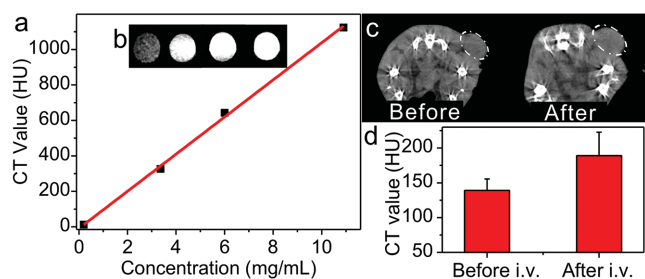 a
b
CT Value (HU)
1000
800
600
400
200
0
0 2 4 6 8 10
Concentration (mg/mL)
c
Before
After
d
CT value (HU)
200
150
100
50
Before i.v. After i.v.